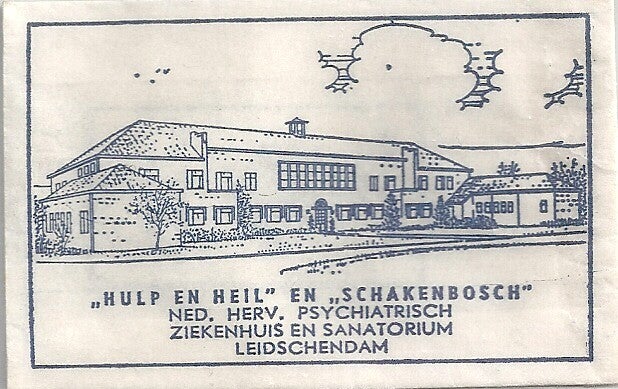 „HULP EN HEIL” EN „SCHAKENBOSCH”
NED. HERV. PSYCHIATRISCH
ZIEKENHUIS EN SANATORIUM
LEIDSCHENDAM